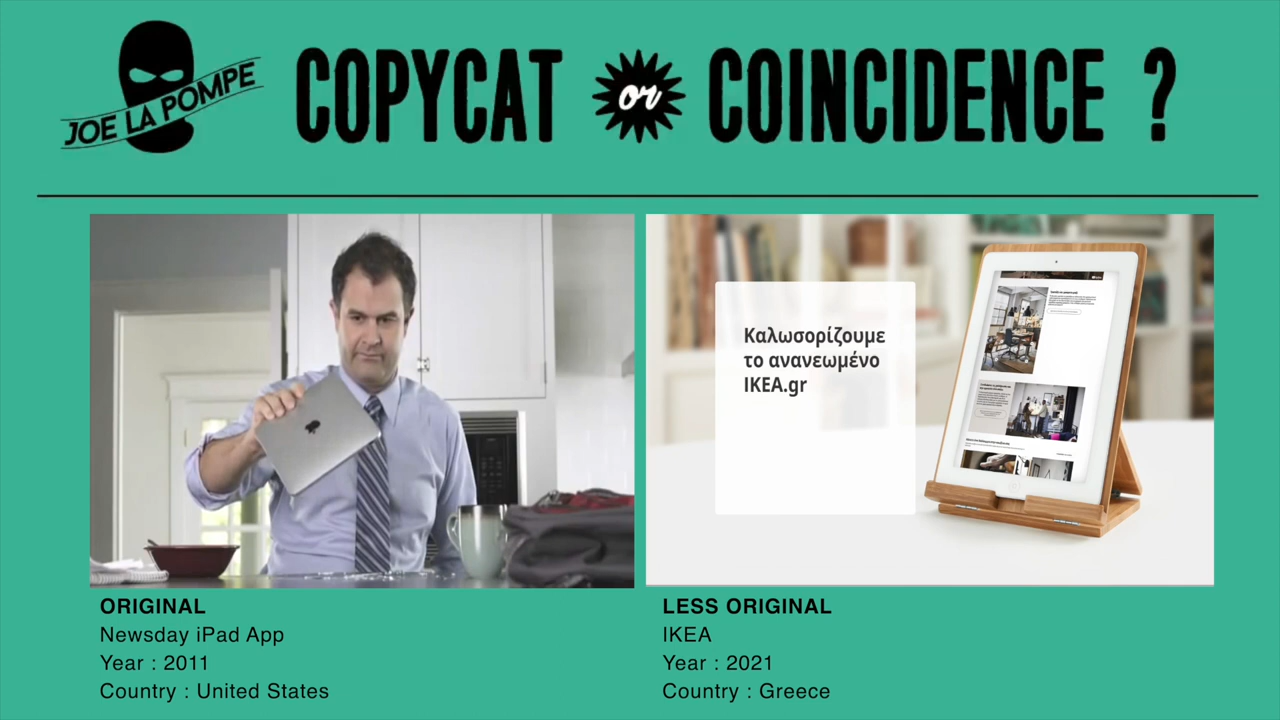 JOE LA POMPE
COPYCAT or COINCIDENCE ?
Καλωσορίζουμε
το ανανεωμένο
IKEA.gr
ORIGINAL
Newsday iPad App
Year : 2011
Country : United States
LESS ORIGINAL
IKEA
Year : 2021
Country : Greece